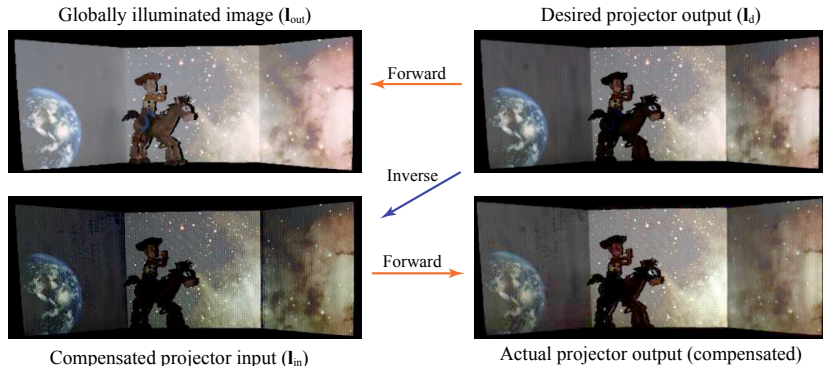 Globally illuminated image (l_out)
Desired projector output (l_d)
Forward
Inverse
Forward
Compensated projector input (l_in)
Actual projector output (compensated)